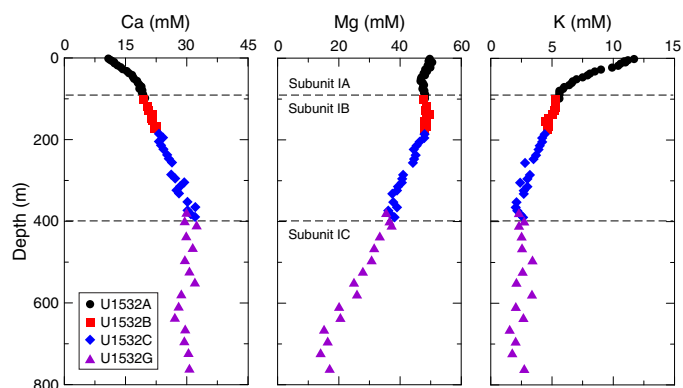 Ca (mM)
Mg (mM)
K (mM)
0 15 30 45
0 20 40 60
0 5 10 15
0
200
400
600
800
Depth (m)
Subunit IA
Subunit IB
Subunit IC
U1532A
U1532B
U1532C
U1532G